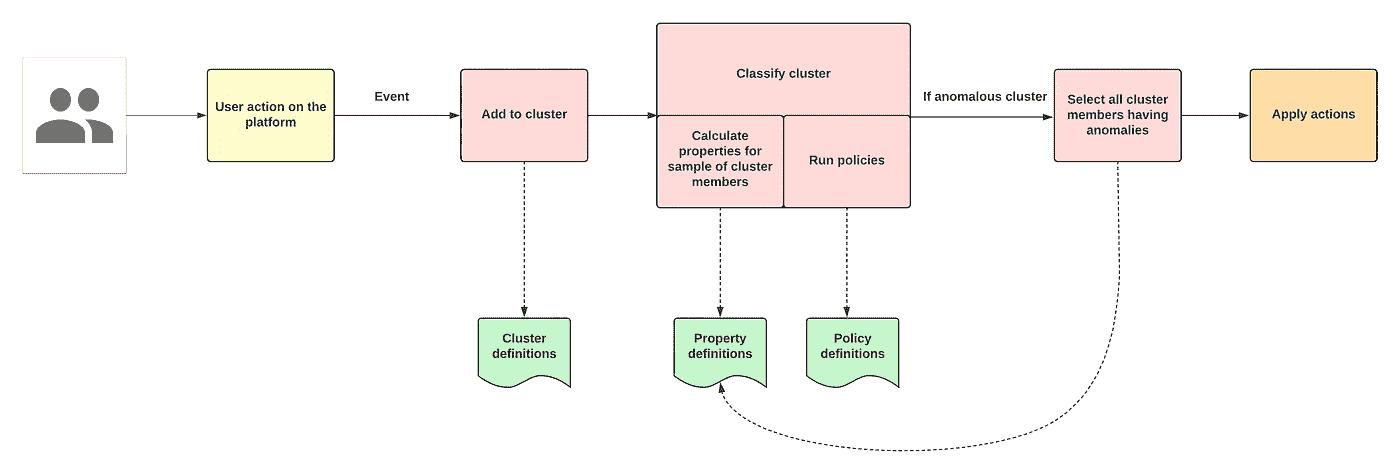 User action on the
platform
Event
Add to cluster
Classify cluster
Calculate
properties for
sample of cluster
members
Run policies
If anomalous cluster
Select all cluster
members having
anomalies
Apply actions
Cluster
definitions
Property
definitions
Policy
definitions